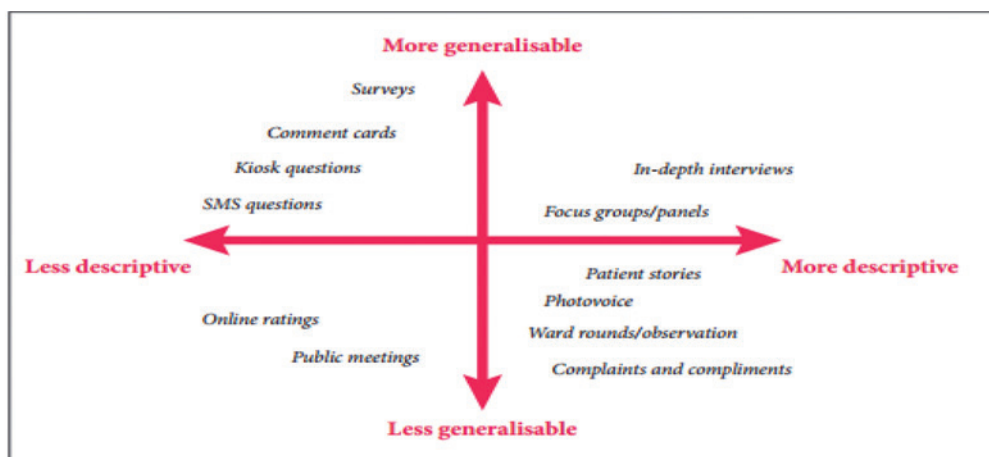 More generalisable
Surveys
Comment cards
Kiosk questions
In-depth interviews
SMS questions
Focus groups/panels
Less descriptive
More descriptive
Patient stories
Photovoice
Online ratings
Ward rounds/observation
Public meetings
Complaints and compliments
Less generalisable